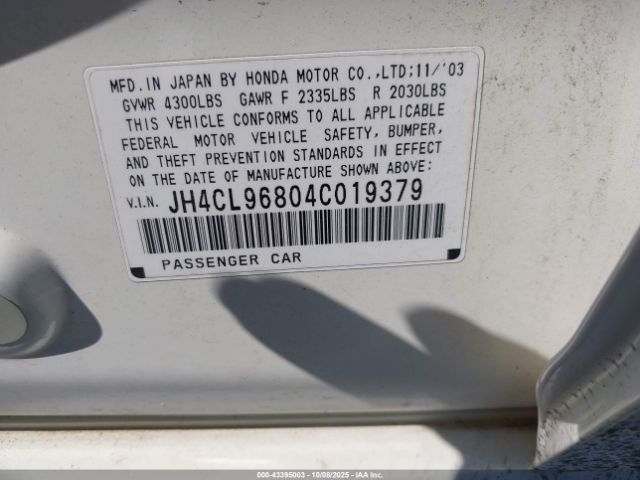 MFD. IN JAPAN BY HONDA MOTOR CO.,LTD;11/'03
GVWR 4300LBS GAWR F 2335LBS R 2030LBS
THIS VEHICLE CONFORMS TO ALL APPLICABLE
FEDERAL MOTOR VEHICLE SAFETY, BUMPER,
AND THEFT PREVENTION STANDARDS IN EFFECT
ON THE DATE OF MANUFACTURE SHOWN ABOVE:
V.I.N. JH4CL96804C019379
PASSENGER CAR
000-43395003 10/08/2025 IAAI.COM